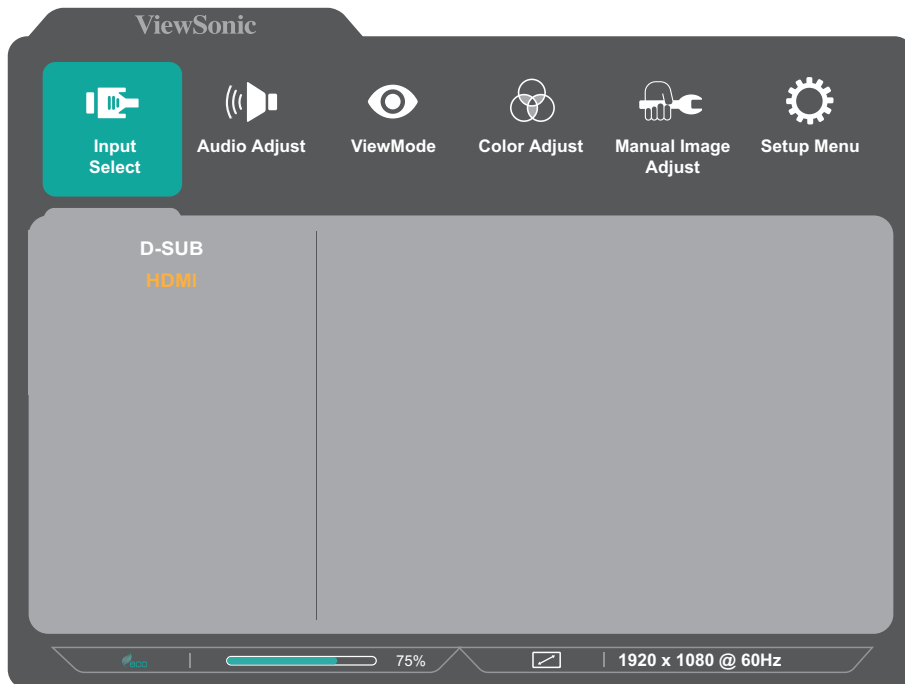 ViewSonic
Input
Select
Audio Adjust
ViewMode
Color Adjust
Manual Image
Adjust
Setup Menu
D-SUB
HDMI
eco
75%
1920 x 1080 @ 60Hz